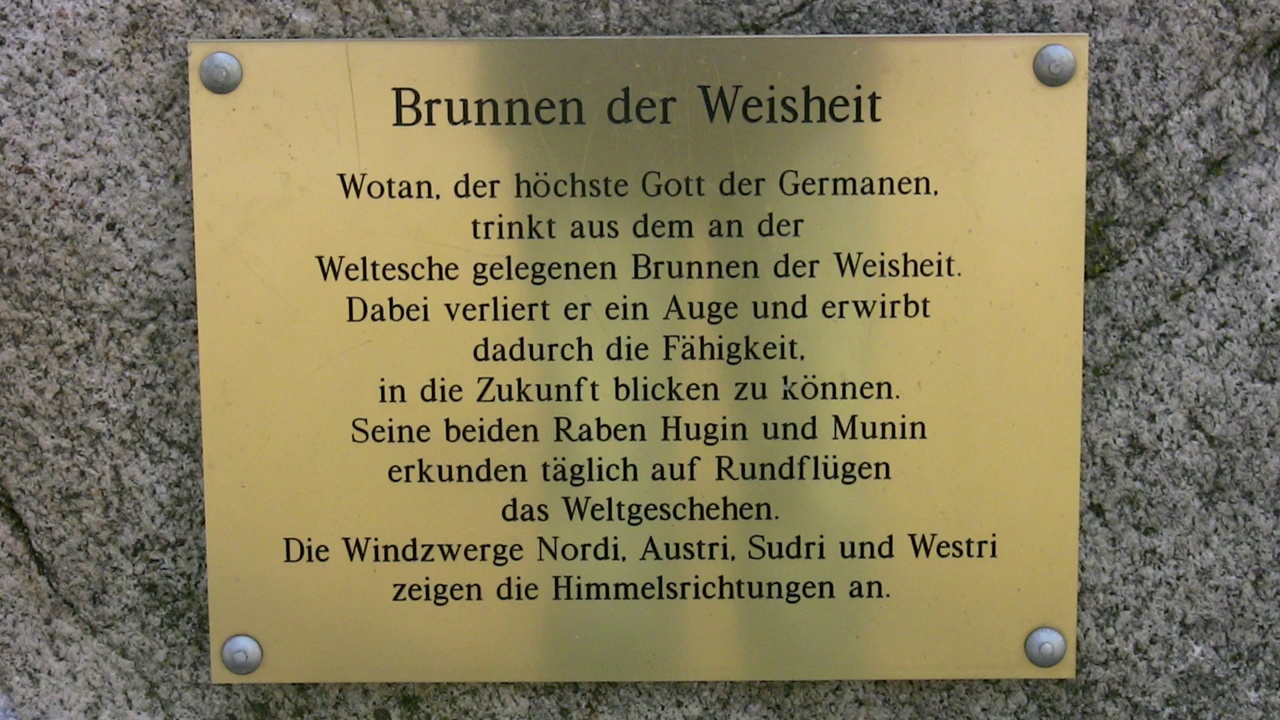 Brunnen der Weisheit
Wotan, der höchste Gott der Germanen,
trinkt aus dem an der
Weltesche gelegenen Brunnen der Weisheit.
Dabei verliert er ein Auge und erwirbt
dadurch die Fähigkeit,
in die Zukunft blicken zu können.
Seine beiden Raben Hugin und Munin
erkunden täglich auf Rundflügen
das Weltgeschehen.
Die Windzwerge Nordi, Austri, Sudri und Westri
zeigen die Himmelsrichtungen an.